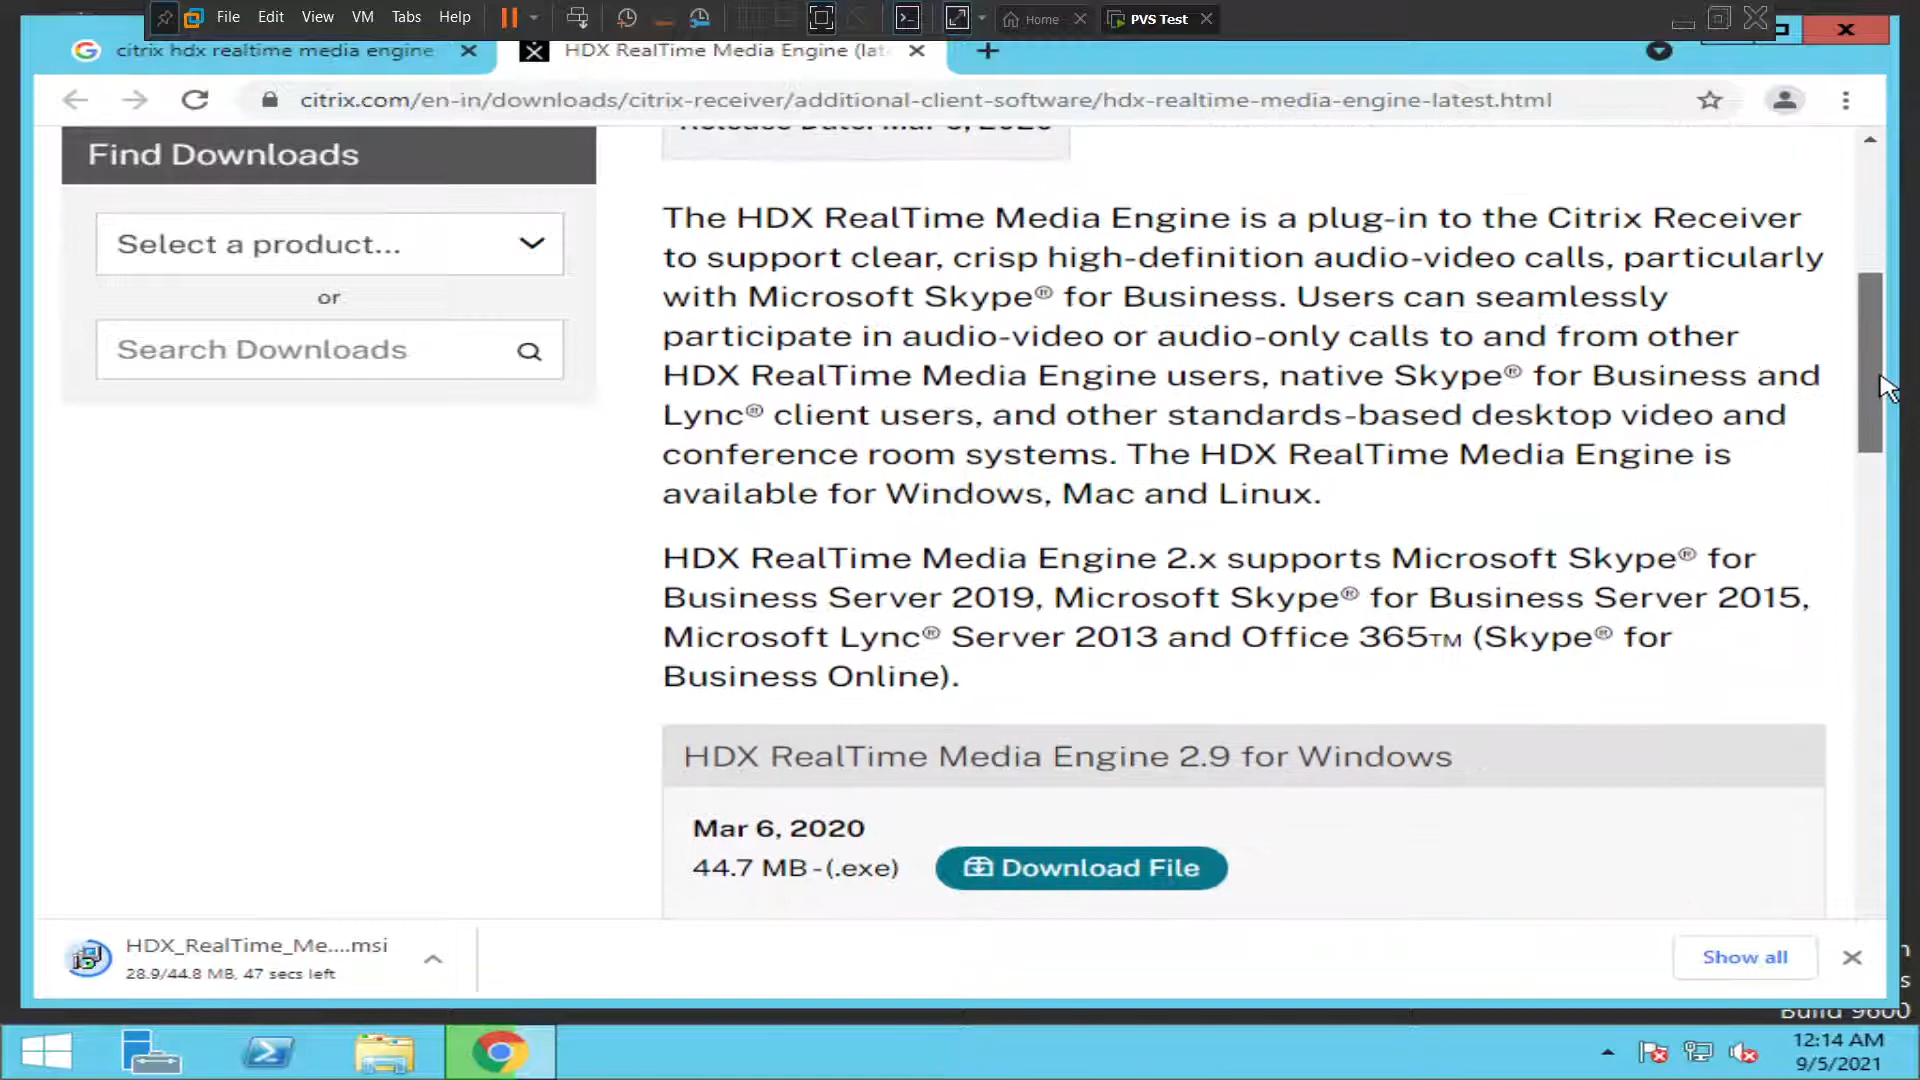 File Edit View VM Tabs Help
Home
PVS Test
citrix hdx realtime media engine
HDX RealTime Media Engine (lat
citrix.com/en-in/downloads/citrix-receiver/additional-client-software/hdx-realtime-media-engine-latest.html
Find Downloads
Select a product...
or
Search Downloads
The HDX RealTime Media Engine is a plug-in to the Citrix Receiver
to support clear, crisp high-definition audio-video calls, particularly
with Microsoft Skype® for Business. Users can seamlessly
participate in audio-video or audio-only calls to and from other
HDX RealTime Media Engine users, native Skype® for Business and
Lync® client users, and other standards-based desktop video and
conference room systems. The HDX RealTime Media Engine is
available for Windows, Mac and Linux.
HDX RealTime Media Engine 2.x supports Microsoft Skype® for
Business Server 2019, Microsoft Skype® for Business Server 2015,
Microsoft Lync® Server 2013 and Office 365TM (Skype® for
Business Online).
HDX RealTime Media Engine 2.9 for Windows
Mar 6, 2020
44.7 MB - (.exe)
Download File
HDX_RealTime_Me....msi
28.9/44.8 MB, 47 secs left
Show all
Build 9600
12:14 AM
9/5/2021